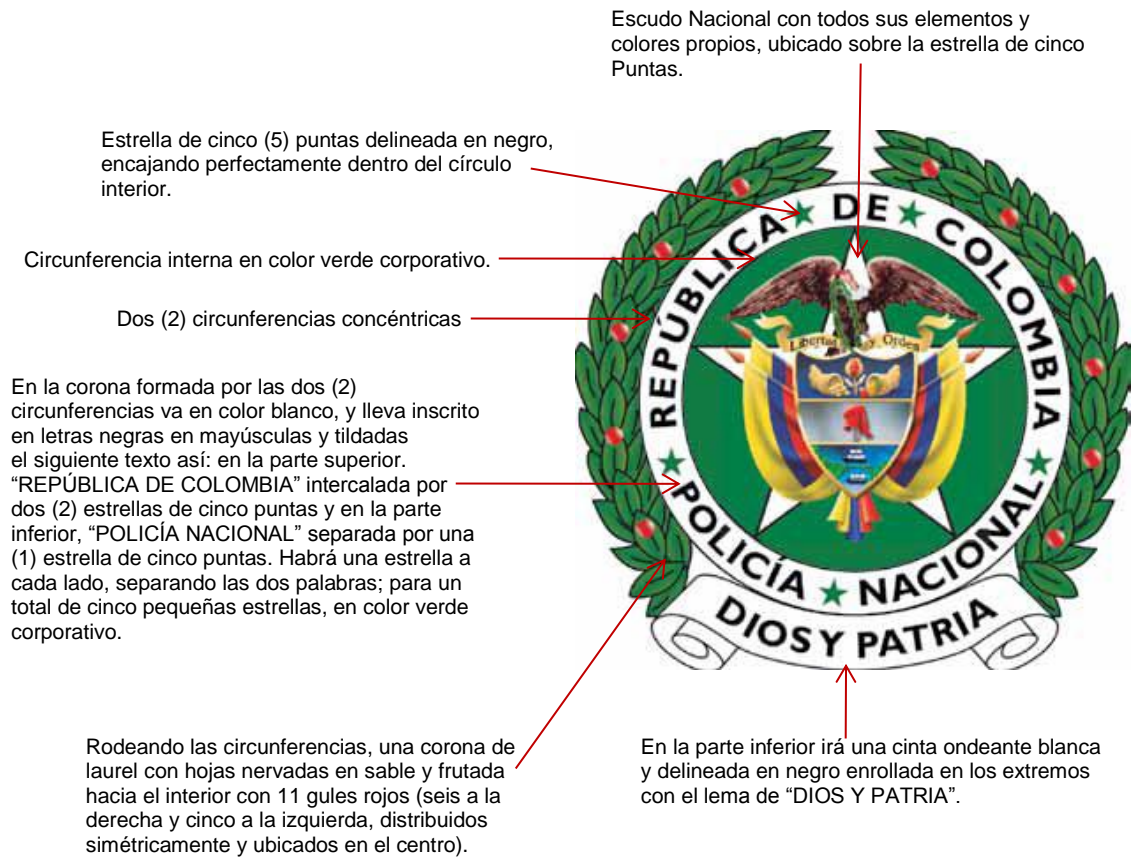 Escudo Nacional con todos sus elementos y
colores propios, ubicado sobre la estrella de cinco
Puntas.
Estrella de cinco (5) puntas delineada en negro,
encajando perfectamente dentro del círculo
interior.
Circunferencia interna en color verde corporativo.
Dos (2) circunferencias concéntricas
En la corona formada por las dos (2)
circunferencias va en color blanco, y lleva inscrito
en letras negras en mayúsculas y tildadas
el siguiente texto así: en la parte superior.
“REPÚBLICA DE COLOMBIA” intercalada por
dos (2) estrellas de cinco puntas y en la parte
inferior, “POLICÍA NACIONAL” separada por una
(1) estrella de cinco puntas. Habrá una estrella a
cada lado, separando las dos palabras; para un
total de cinco pequeñas estrellas, en color verde
corporativo.
REPÚBLICA DE COLOMBIA
Libertad y Orden
POLICÍA NACIONAL
DIOS Y PATRIA
Rodeando las circunferencias, una corona de
laurel con hojas nervadas en sable y frutada
hacia el interior con 11 gules rojos (seis a la
derecha y cinco a la izquierda, distribuidos
simétricamente y ubicados en el centro).
En la parte inferior irá una cinta ondeante blanca
y delineada en negro enrollada en los extremos
con el lema de “DIOS Y PATRIA”.